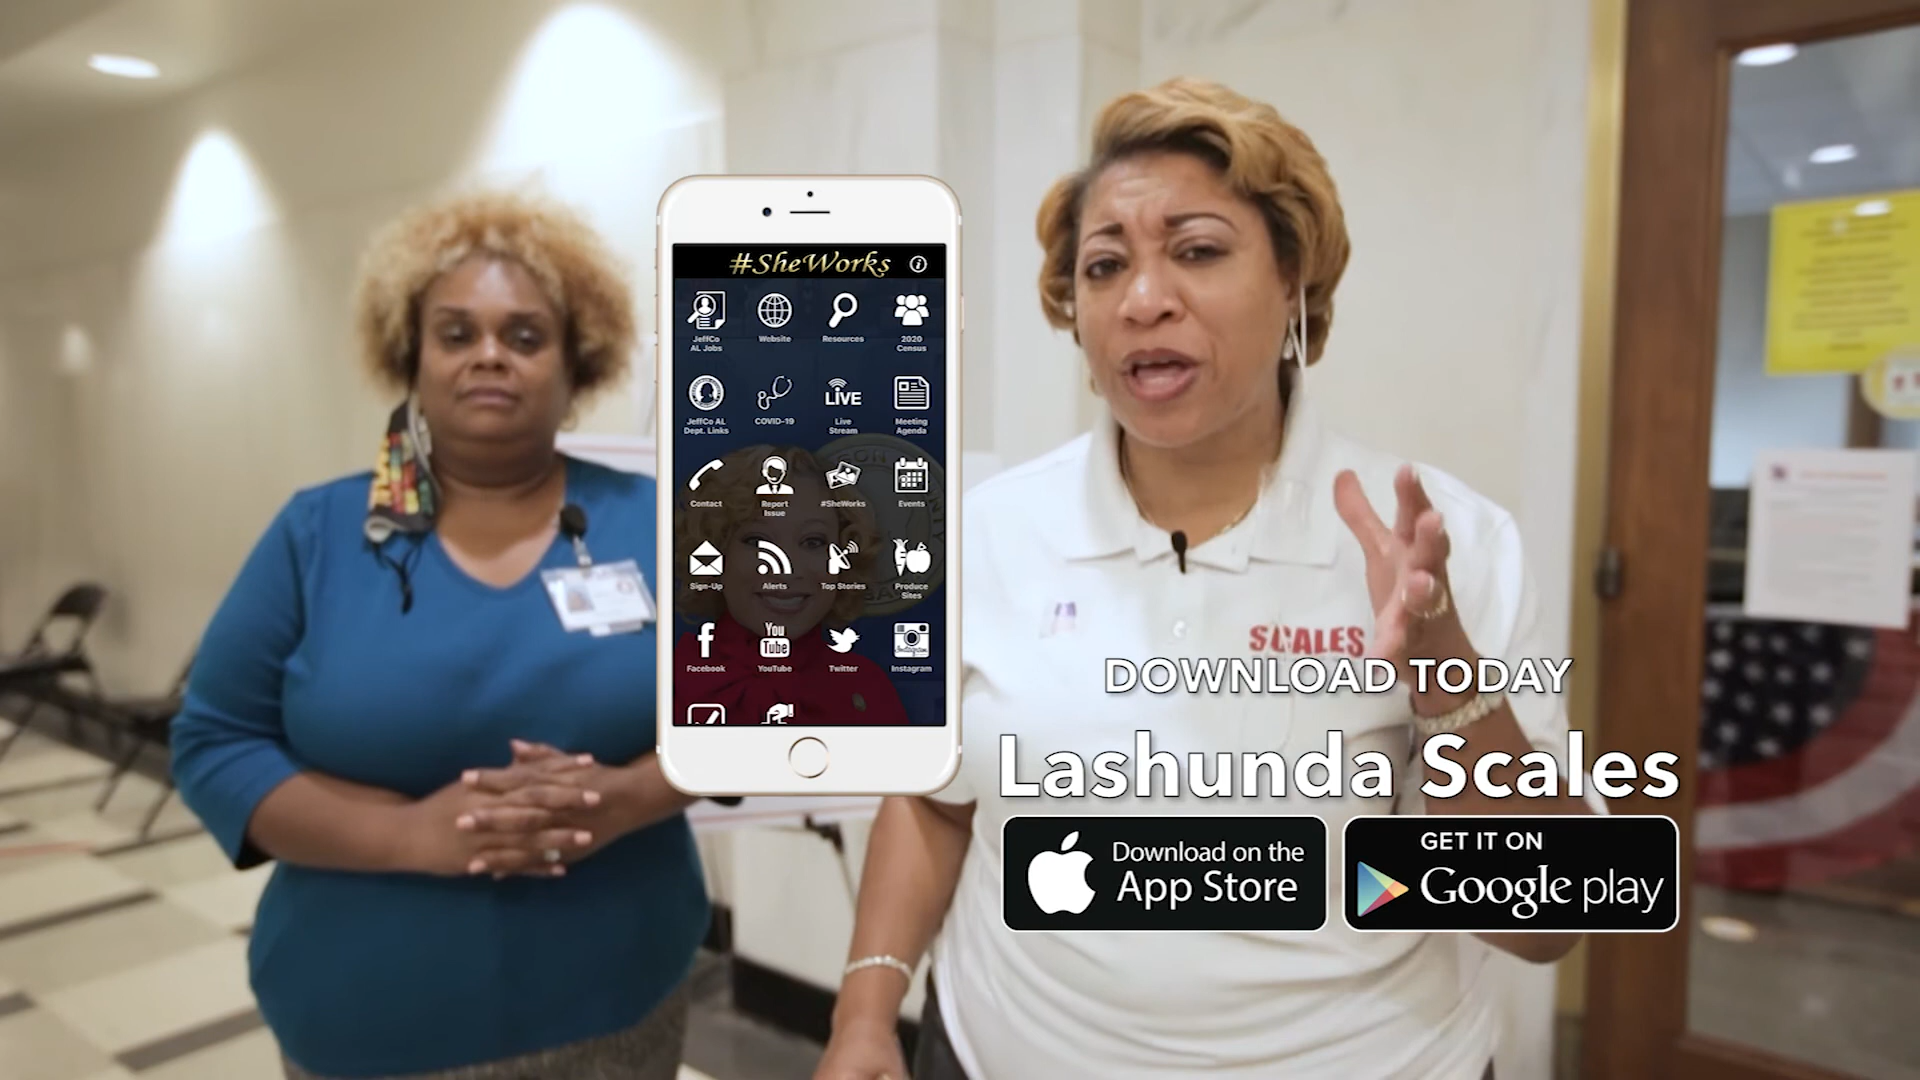 #SheWorks
JeffCo
AL Jobs
Website
Resources
2020
Census
JeffCo AL
Dept. Links
COVID-19
LIVE
Live
Stream
Meeting
Agenda
Contact
Report
Issue
#SheWorks
Events
Sign-Up
Alerts
Top Stories
Produce
Sites
f
Facebook
You
Tube
YouTube
Twitter
Instagram
Instagram
SCALES
DOWNLOAD TODAY
Lashunda Scales
Download on the
App Store
GET IT ON
Google play